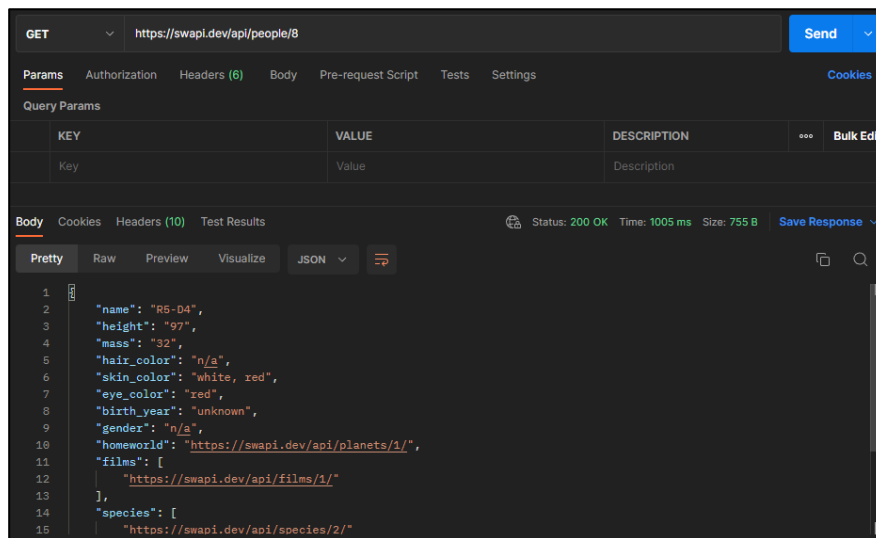 GET https://swapi.dev/api/people/8 Send
Params Authorization Headers (6) Body Pre-request Script Tests Settings Cookies
Query Params
KEY VALUE DESCRIPTION ooo Bulk Edi
Key Value Description
Body Cookies Headers (10) Test Results Status: 200 OK Time: 1005 ms Size: 755 B Save Response
Pretty Raw Preview Visualize JSON
1 {
2 "name": "R5-D4",
3 "height": "97",
4 "mass": "32",
5 "hair_color": "n/a",
6 "skin_color": "white, red",
7 "eye_color": "red",
8 "birth_year": "unknown",
9 "gender": "n/a",
10 "homeworld": "https://swapi.dev/api/planets/1/",
11 "films": [
12 "https://swapi.dev/api/films/1/"
13 ],
14 "species": [
15 "https://swapi.dev/api/species/2/"